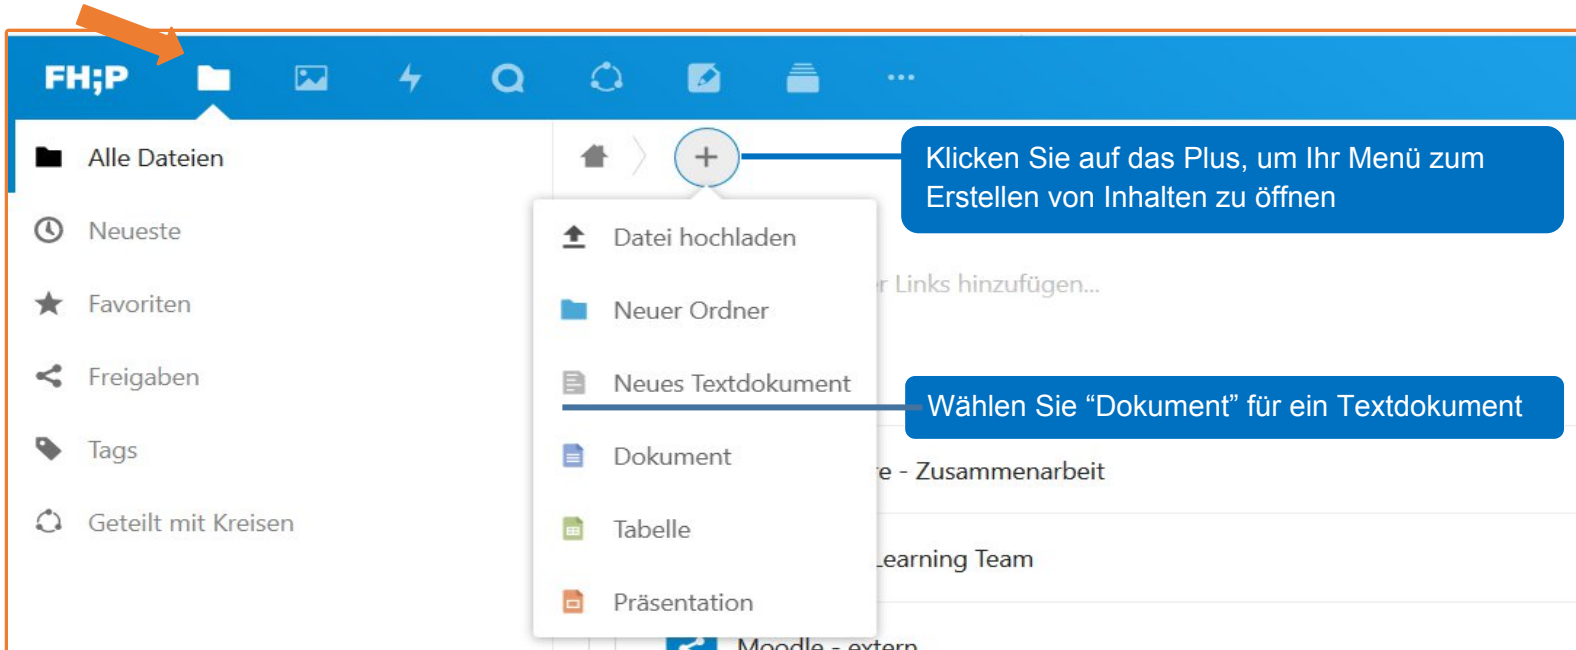 FH;P
Alle Dateien
Klicken Sie auf das Plus, um Ihr Menü zum
Erstellen von Inhalten zu öffnen
Neueste
Datei hochladen
Favoriten
Neuer Ordner
Links hinzufügen...
Freigaben
Neues Textdokument
Wählen Sie “Dokument” für ein Textdokument
Tags
Dokument
- Zusammenarbeit
Geteilt mit Kreisen
Tabelle
Learning Team
Präsentation
Moodle - extern